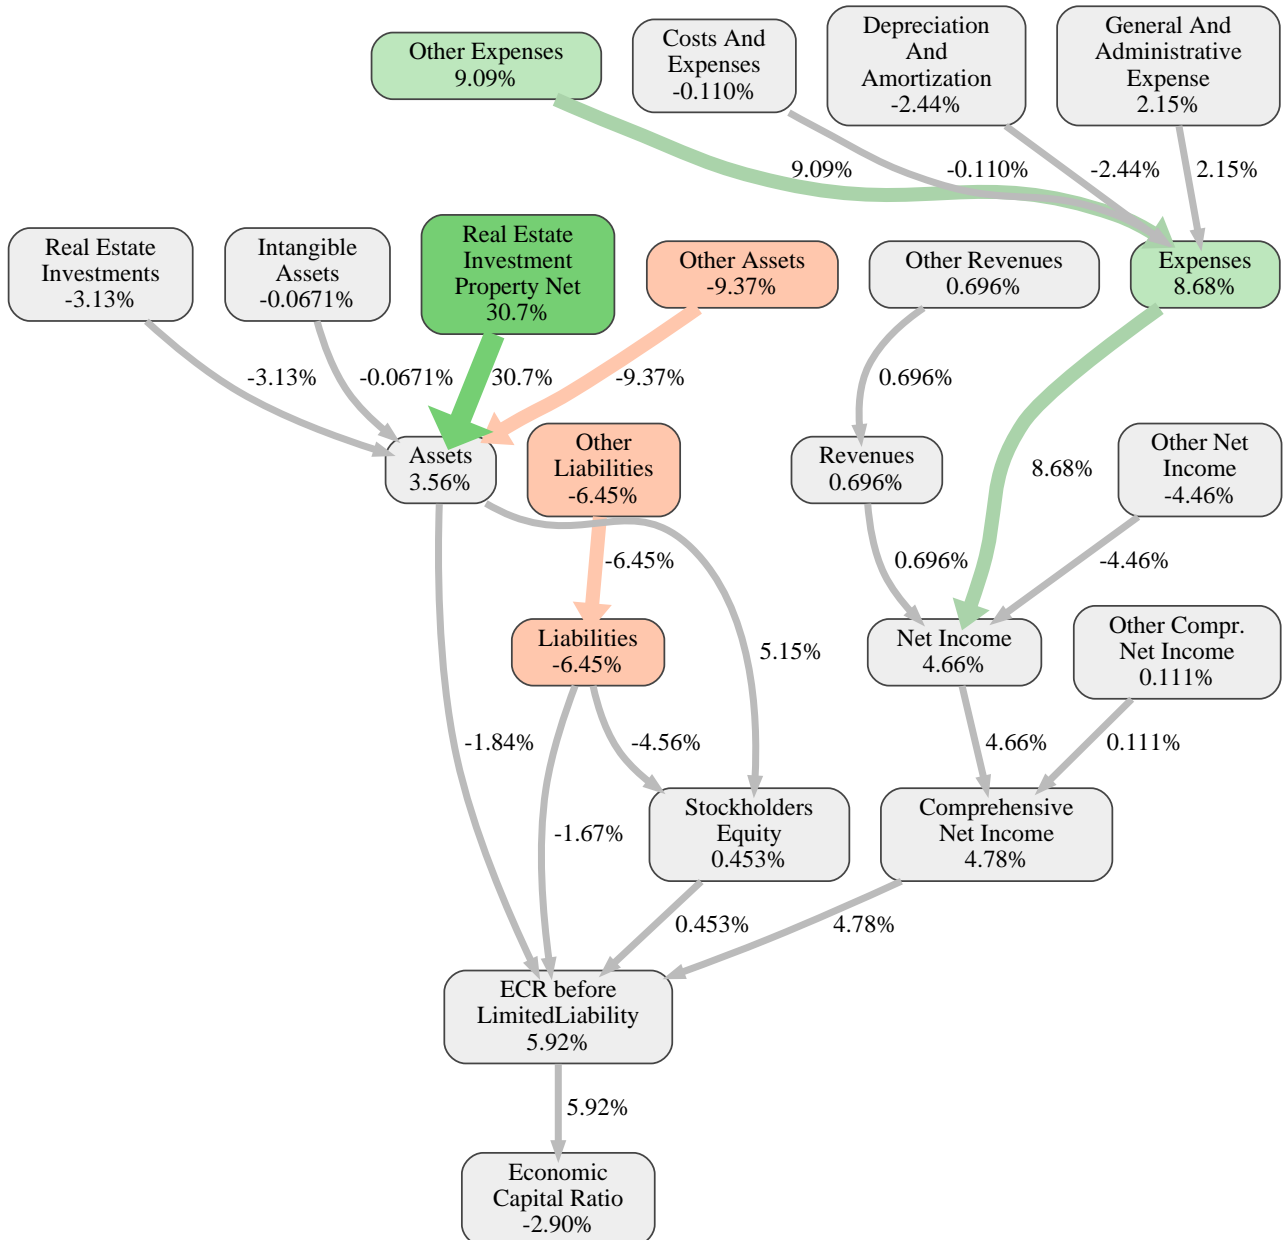 Other Expenses
9.09%
Costs And
Expenses
-0.110%
Depreciation
And
Amortization
-2.44%
General And
Administrative
Expense
2.15%
9.09%
-0.110%
-2.44%
2.15%
Real Estate
Investments
-3.13%
Intangible
Assets
-0.0671%
Real Estate
Investment
Property Net
30.7%
Other Assets
-9.37%
Other Revenues
0.696%
Expenses
8.68%
-3.13%
-0.0671%
30.7%
-9.37%
0.696%
Assets
3.56%
Other
Liabilities
-6.45%
Revenues
0.696%
8.68%
Other Net
Income
-4.46%
-6.45%
0.696%
-4.46%
Liabilities
-6.45%
5.15%
Net Income
4.66%
Other Compr.
Net Income
0.111%
-1.84%
-4.56%
4.66%
0.111%
-1.67%
Stockholders
Equity
0.453%
Comprehensive
Net Income
4.78%
0.453%
4.78%
ECR before
LimitedLiability
5.92%
5.92%
Economic
Capital Ratio
-2.90%